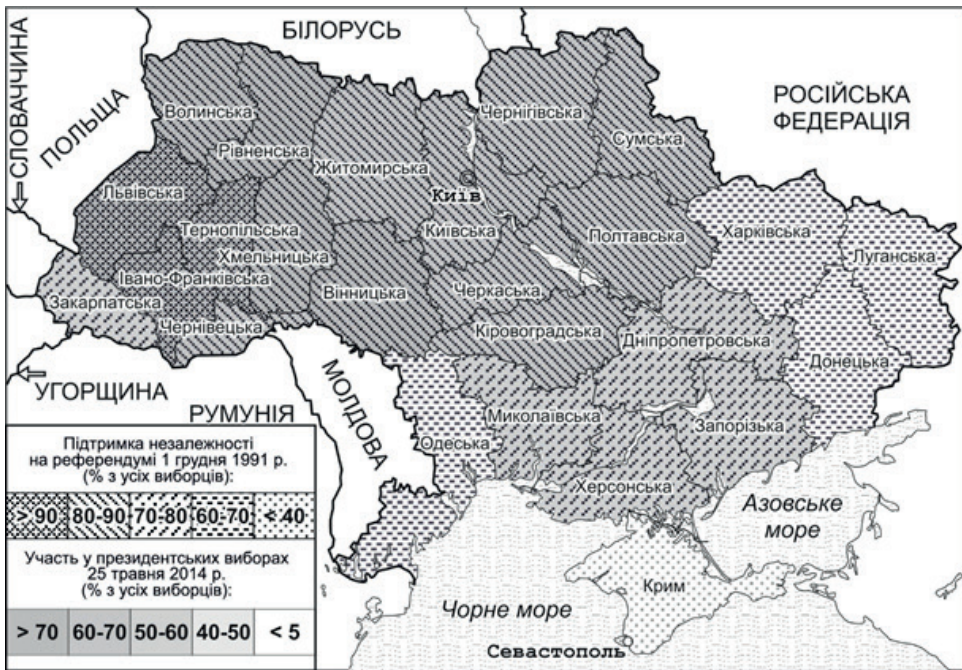 БІЛОРУСЬ
СЛОВАЧЧИНА
ПОЛЬЩА
РОСІЙСЬКА
ФЕДЕРАЦІЯ
Волинська
Рівненська
Житомирська
Чернігівська
Сумська
Київ
Львівська
Тернопільська
Хмельницька
Київська
Полтавська
Харківська
Луганська
Івано-Франківська
Вінницька
Черкаська
Закарпатська
Чернівецька
Кіровоградська
Дніпропетровська
Донецька
УГОРЩИНА
РУМУНІЯ
МОЛДОВА
Одеська
Миколаївська
Запорізька
Херсонська
Азовське
море
Крим
Чорне море
Севастополь
Підтримка незалежності
на референдумі 1 грудня 1991 р.
(% з усіх виборців):
> 90 80-90 70-80 60-70 < 40
Участь у президентських виборах
25 травня 2014 р.
(% з усіх виборців):
> 70 60-70 50-60 40-50 < 5